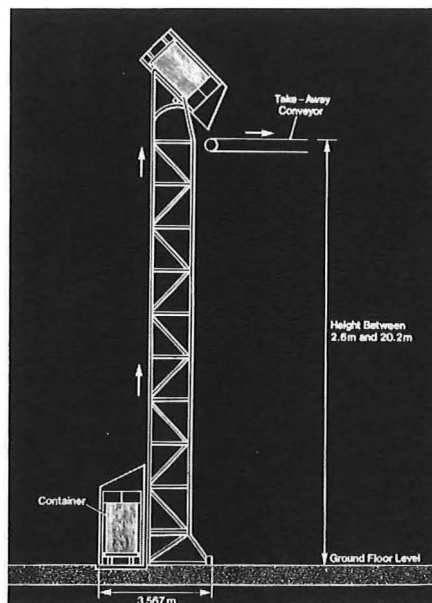 Take-Away
Conveyor
Height Between
2.6m and 20.2m
Container
Ground Floor Level
3.567m